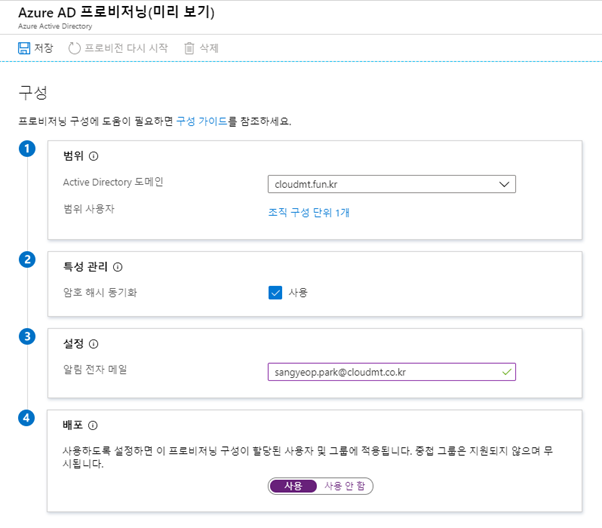 Azure AD 프로비저닝(미리 보기)
Azure Active Directory
저장 프로비전 다시 시작 삭제
구성
프로비저닝 구성에 도움이 필요하면 구성 가이드를 참조하세요.
1
범위
Active Directory 도메인 cloudmt.fun.kr
범위 사용자 조직 구성 단위 1개
2
특성 관리
암호 해시 동기화 사용
3
설정
알림 전자 메일 sangyeop.park@cloudmt.co.kr
4
배포
사용하도록 설정하면 이 프로비저닝 구성이 할당된 사용자 및 그룹에 적용됩니다. 중첩 그룹은 지원되지 않으며 무
시됩니다.
사용 사용 안 함